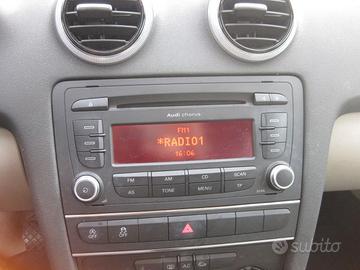 Audi chorus
FM1
*RADIO1
16:06
FM AM CD SCAN
AS TONE MENU TP
subito